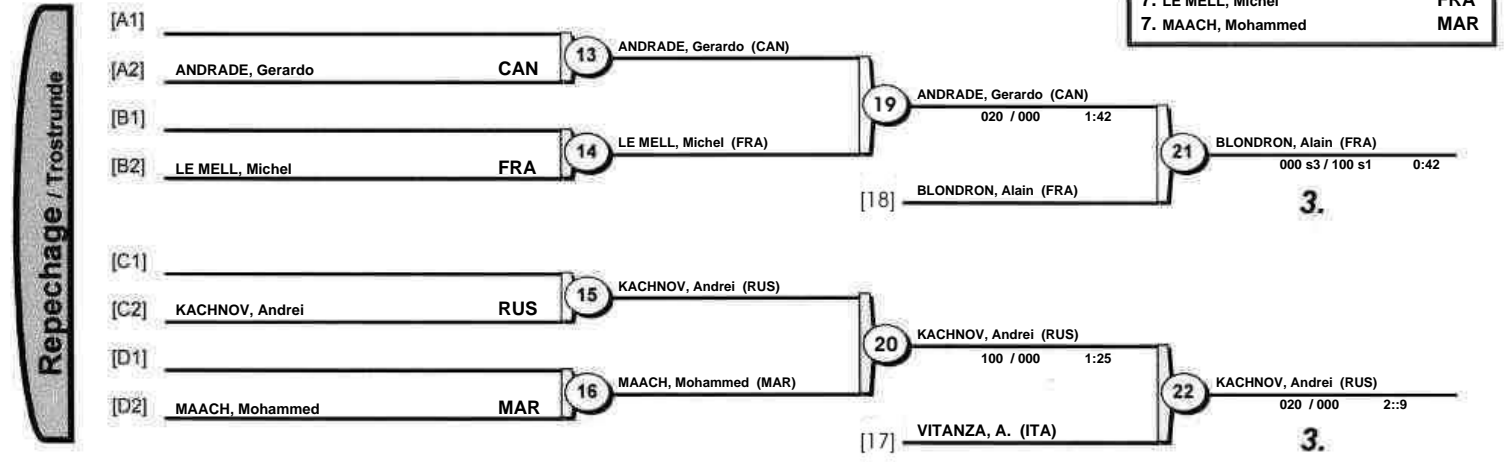 7. LE MELL, Michel FRA
7. MAACH, Mohammed MAR
Repechage / Trostrunde
[A1]
[A2] ANDRADE, Gerardo CAN
13 ANDRADE, Gerardo (CAN)
[B1]
[B2] LE MELL, Michel FRA
14 LE MELL, Michel (FRA)
19 ANDRADE, Gerardo (CAN)
020 / 000 1:42
[18] BLONDRON, Alain (FRA)
21 BLONDRON, Alain (FRA)
000 s3 / 100 s1 0:42
3.
[C1]
[C2] KACHNOV, Andrei RUS
15 KACHNOV, Andrei (RUS)
[D1]
[D2] MAACH, Mohammed MAR
16 MAACH, Mohammed (MAR)
20 KACHNOV, Andrei (RUS)
100 / 000 1:25
[17] VITANZA, A. (ITA)
22 KACHNOV, Andrei (RUS)
020 / 000 2::9
3.